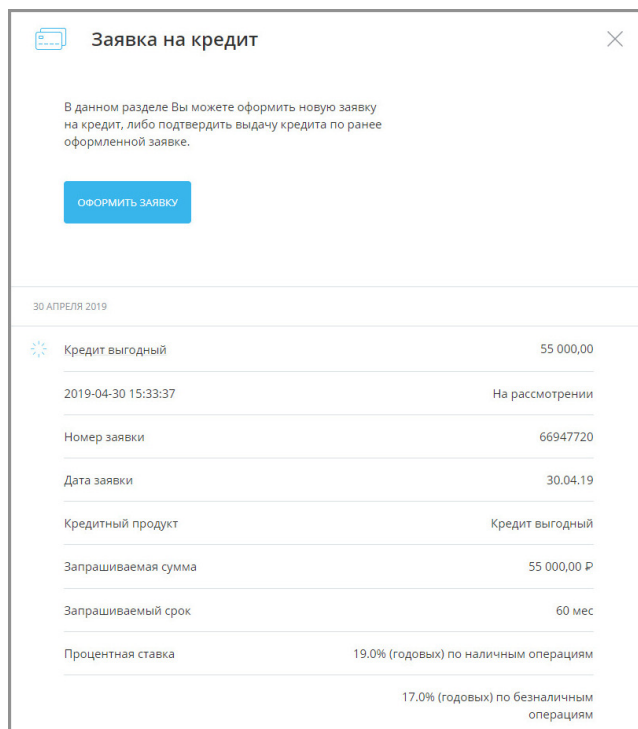 Заявка на кредит
В данном разделе Вы можете оформить новую заявку
на кредит, либо подтвердить выдачу кредита по ранее
оформленной заявке.
ОФОРМИТЬ ЗАЯВКУ
30 АПРЕЛЯ 2019
Кредит выгодный 55 000,00
2019-04-30 15:33:37 На рассмотрении
Номер заявки 66947720
Дата заявки 30.04.19
Кредитный продукт Кредит выгодный
Запрашиваемая сумма 55 000,00 ₽
Запрашиваемый срок 60 мес
Процентная ставка 19.0% (годовых) по наличным операциям
17.0% (годовых) по безналичным
операциям